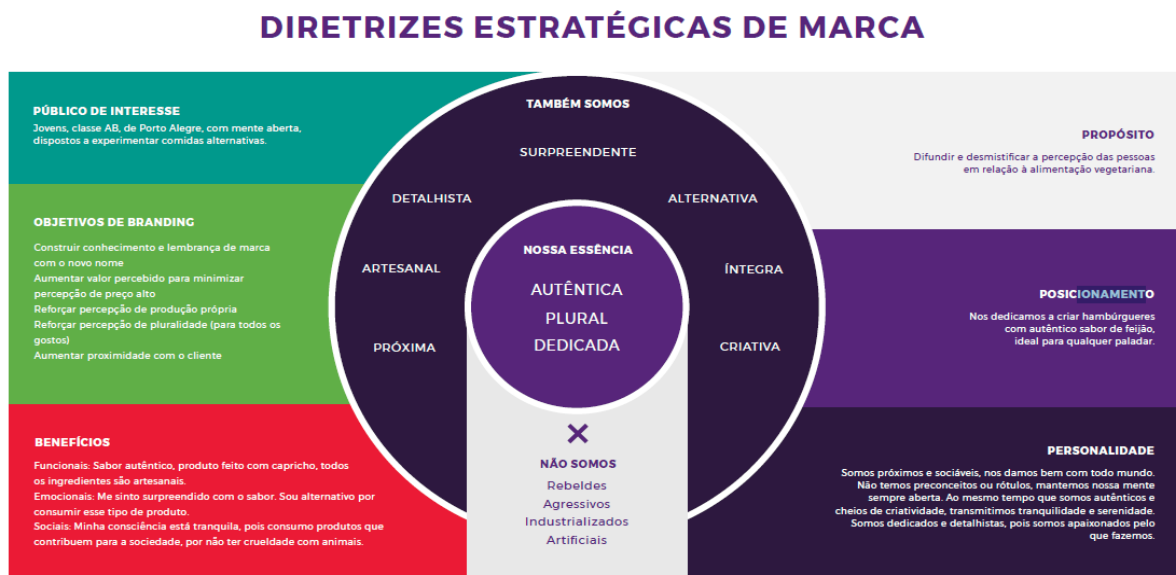 DIRETRIZES ESTRATÉGICAS DE MARCA
PÚBLICO DE INTERESSE
Jovens, classe AB, de Porto Alegre, com mente aberta,
dispostos a experimentar comidas alternativas.
OBJETIVOS DE BRANDING
Construir conhecimento e lembrança de marca
com o novo nome
Aumentar valor percebido para minimizar
percepção de preço alto
Reforçar percepção de produção própria
Reforçar percepção de pluralidade (para todos os
gostos)
Aumentar proximidade com o cliente
BENEFÍCIOS
Funcionais: Sabor autêntico, produto feito com capricho, todos
os ingredientes são artesanais.
Emocionais: Me sinto surpreendido com o sabor. Sou alternativo por
consumir esse tipo de produto.
Sociais: Minha consciência está tranquila, pois consumo produtos que
contribuem para a sociedade, por não ter crueldade com animais.
TAMBÉM SOMOS
SURPREENDENTE
DETALHISTA
ALTERNATIVA
ARTESANAL
ÍNTEGRA
PRÓXIMA
CRIATIVA
NOSSA ESSÊNCIA
AUTÊNTICA
PLURAL
DEDICADA
NÃO SOMOS
Rebeldes
Agressivos
Industrializados
Artificiais
PROPÓSITO
Difundir e desmistificar a percepção das pessoas
em relação à alimentação vegetariana.
POSICIONAMENTO
Nos dedicamos a criar hambúrgueres
com autêntico sabor de feijão,
ideal para qualquer paladar.
PERSONALIDADE
Somos próximos e sociáveis, nos damos bem com todo mundo.
Não temos preconceitos ou rótulos, mantemos nossa mente
sempre aberta. Ao mesmo tempo que somos autênticos e
cheios de criatividade, transmitimos tranquilidade e serenidade.
Somos dedicados e detalhistas, pois somos apaixonados pelo
que fazemos.